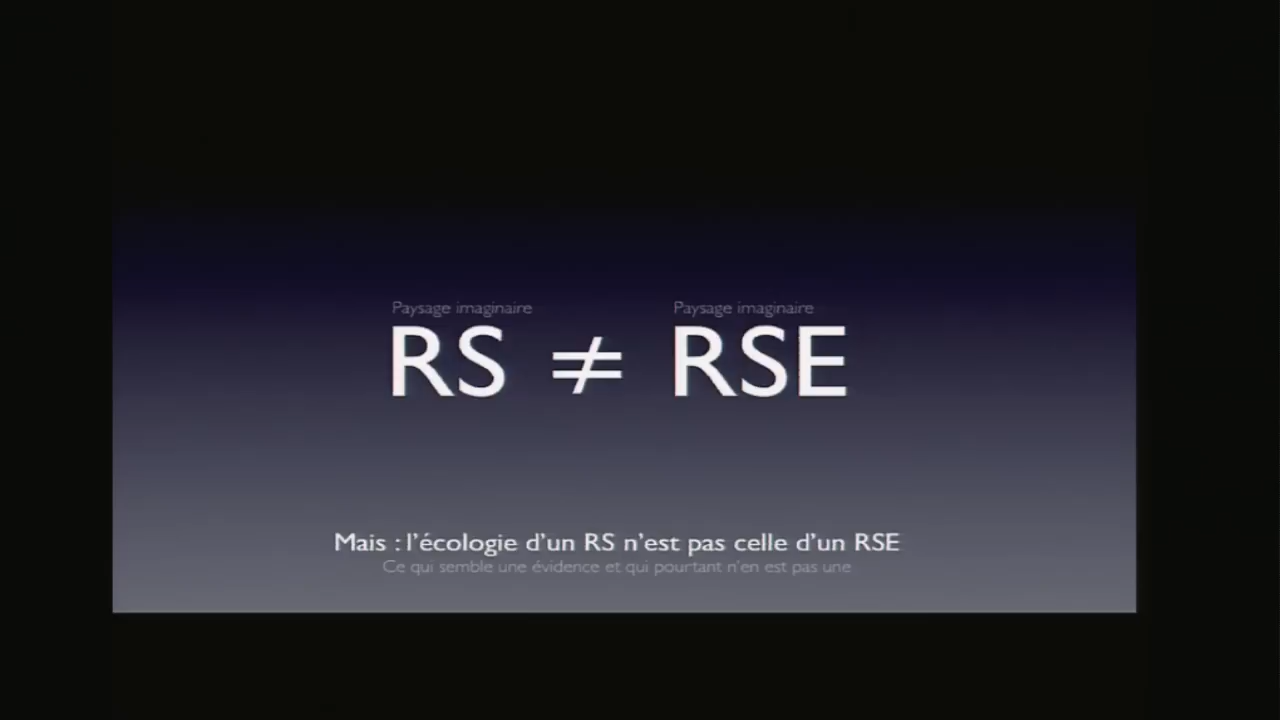 Paysage imaginaire Paysage imaginaire
RS ≠ RSE
Mais : l'écologie d'un RS n'est pas celle d'un RSE
Ce qui semble une évidence et qui pourtant n'en est pas une